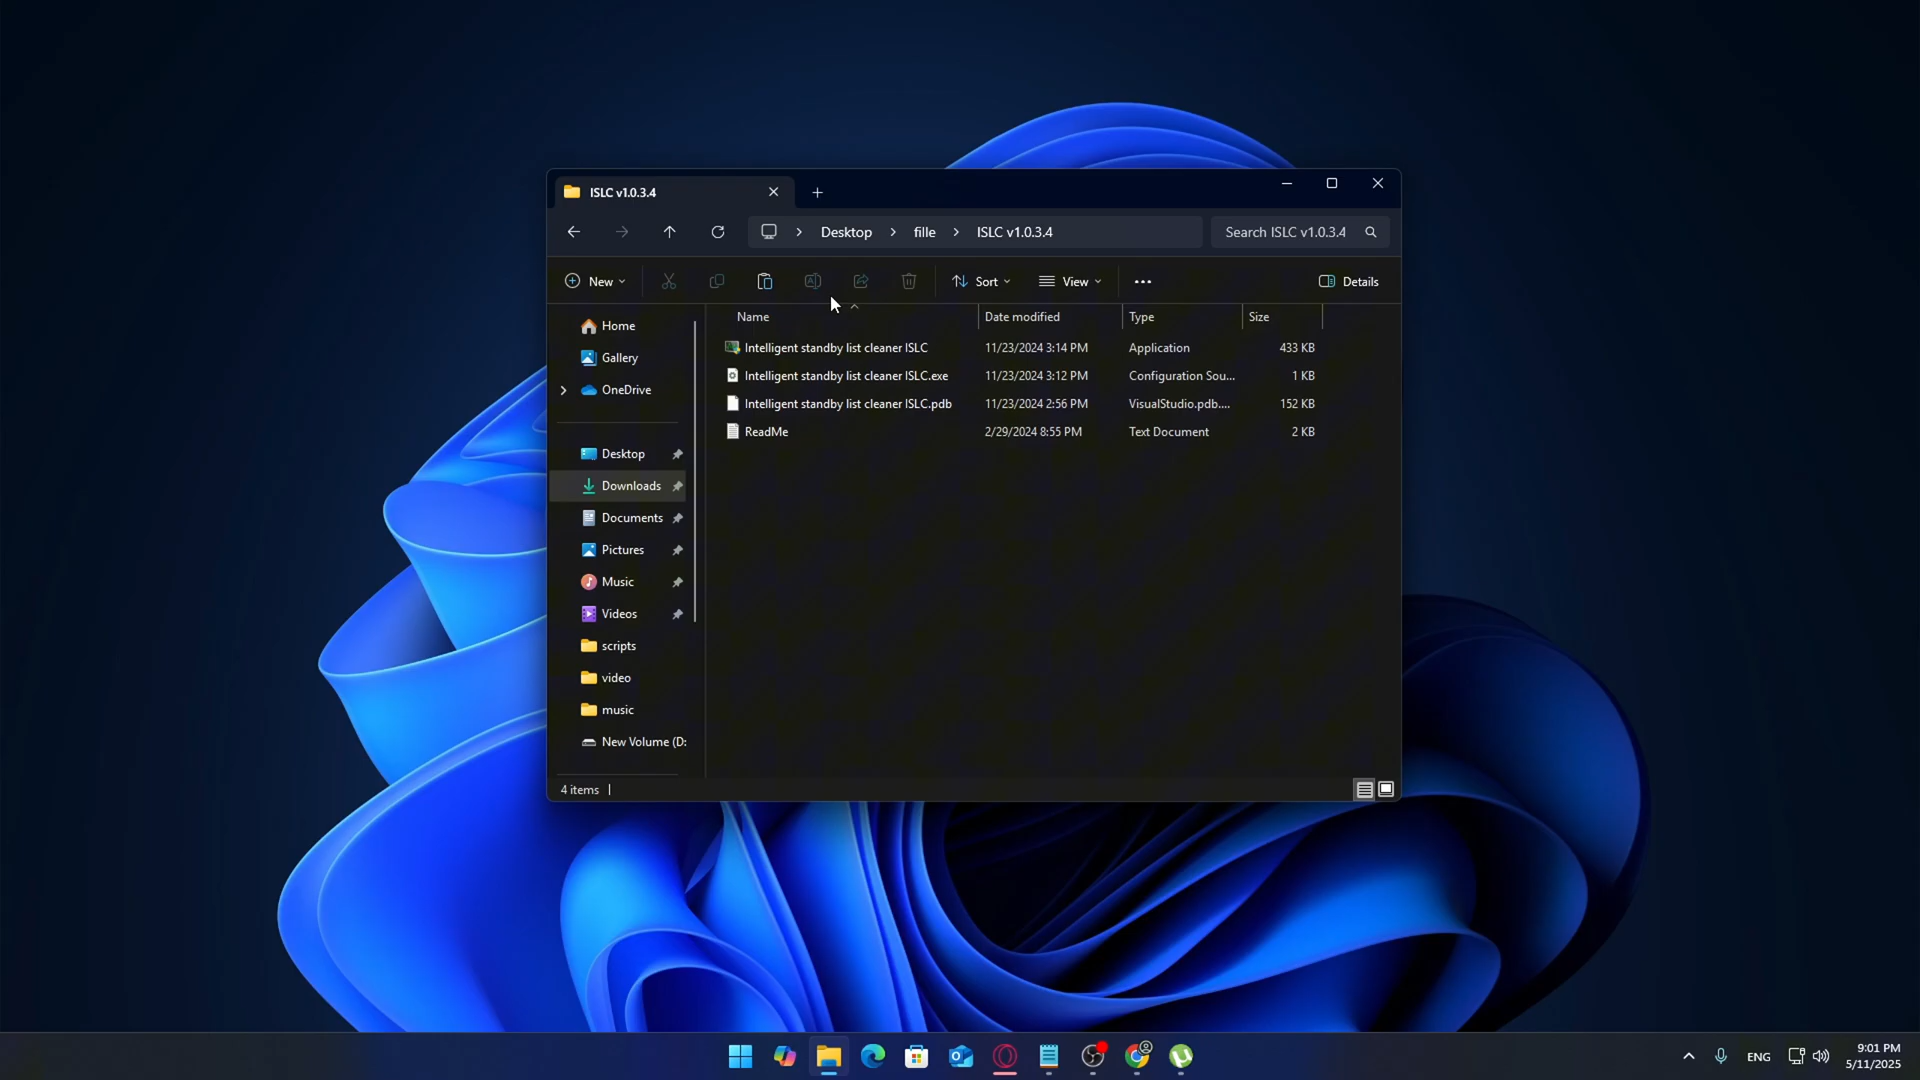 ISLC v1.0.3.4
Desktop fille ISLC v1.0.3.4 Search ISLC v1.0.3.4
New Sort View Details
Name Date modified Type Size
Intelligent standby list cleaner ISLC 11/23/2024 3:14 PM Application 433 KB
Intelligent standby list cleaner ISLC.exe 11/23/2024 3:12 PM Configuration Sou... 1 KB
Intelligent standby list cleaner ISLC.pdb 11/23/2024 2:56 PM VisualStudio.pdb.... 152 KB
ReadMe 2/29/2024 8:55 PM Text Document 2 KB
Home
Gallery
OneDrive
Desktop
Downloads
Documents
Pictures
Music
Videos
scripts
video
music
New Volume (D:
4 items
ENG
9:01 PM
5/11/2025